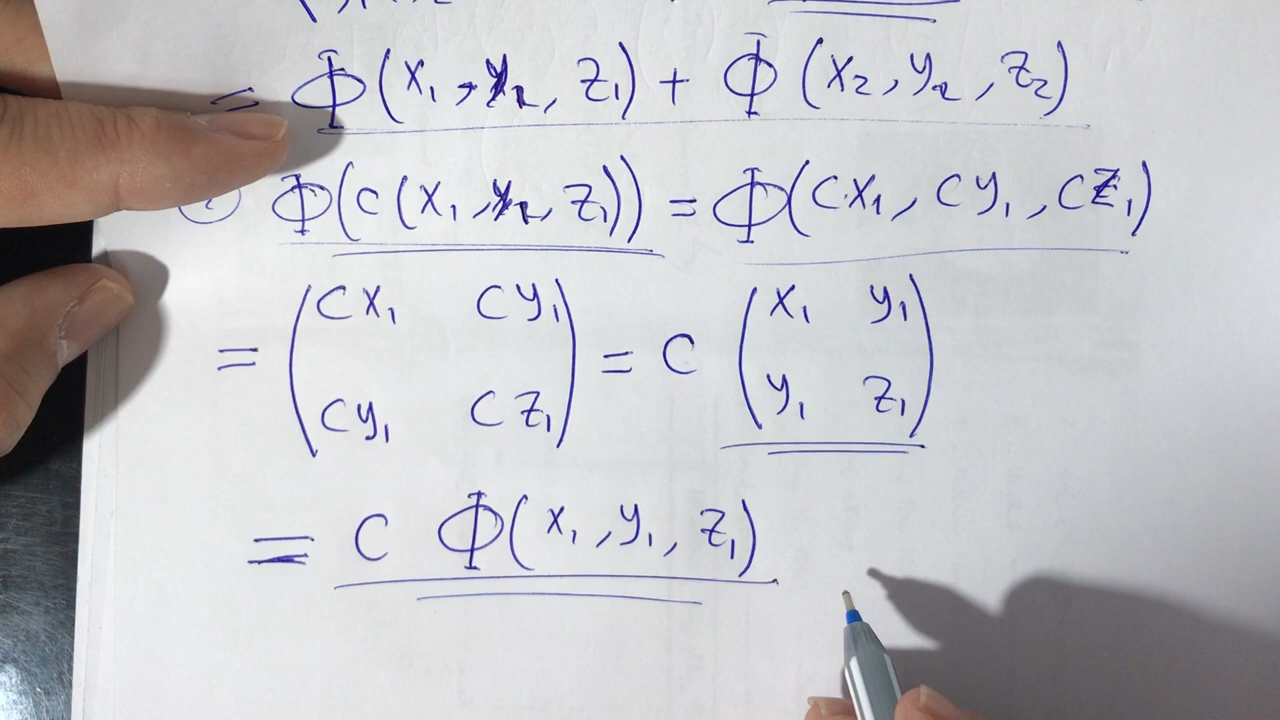 = Φ(x₁, y₁, z₁) + Φ(x₂, y₂, z₂)
② Φ(c(x₁, y₁, z₁)) = Φ(cx₁, cy₁, cz₁)
= (cx₁ cy₁ = c (x₁ y₁
cy₁ cz₁) y₁ z₁)
= c Φ(x₁, y₁, z₁)